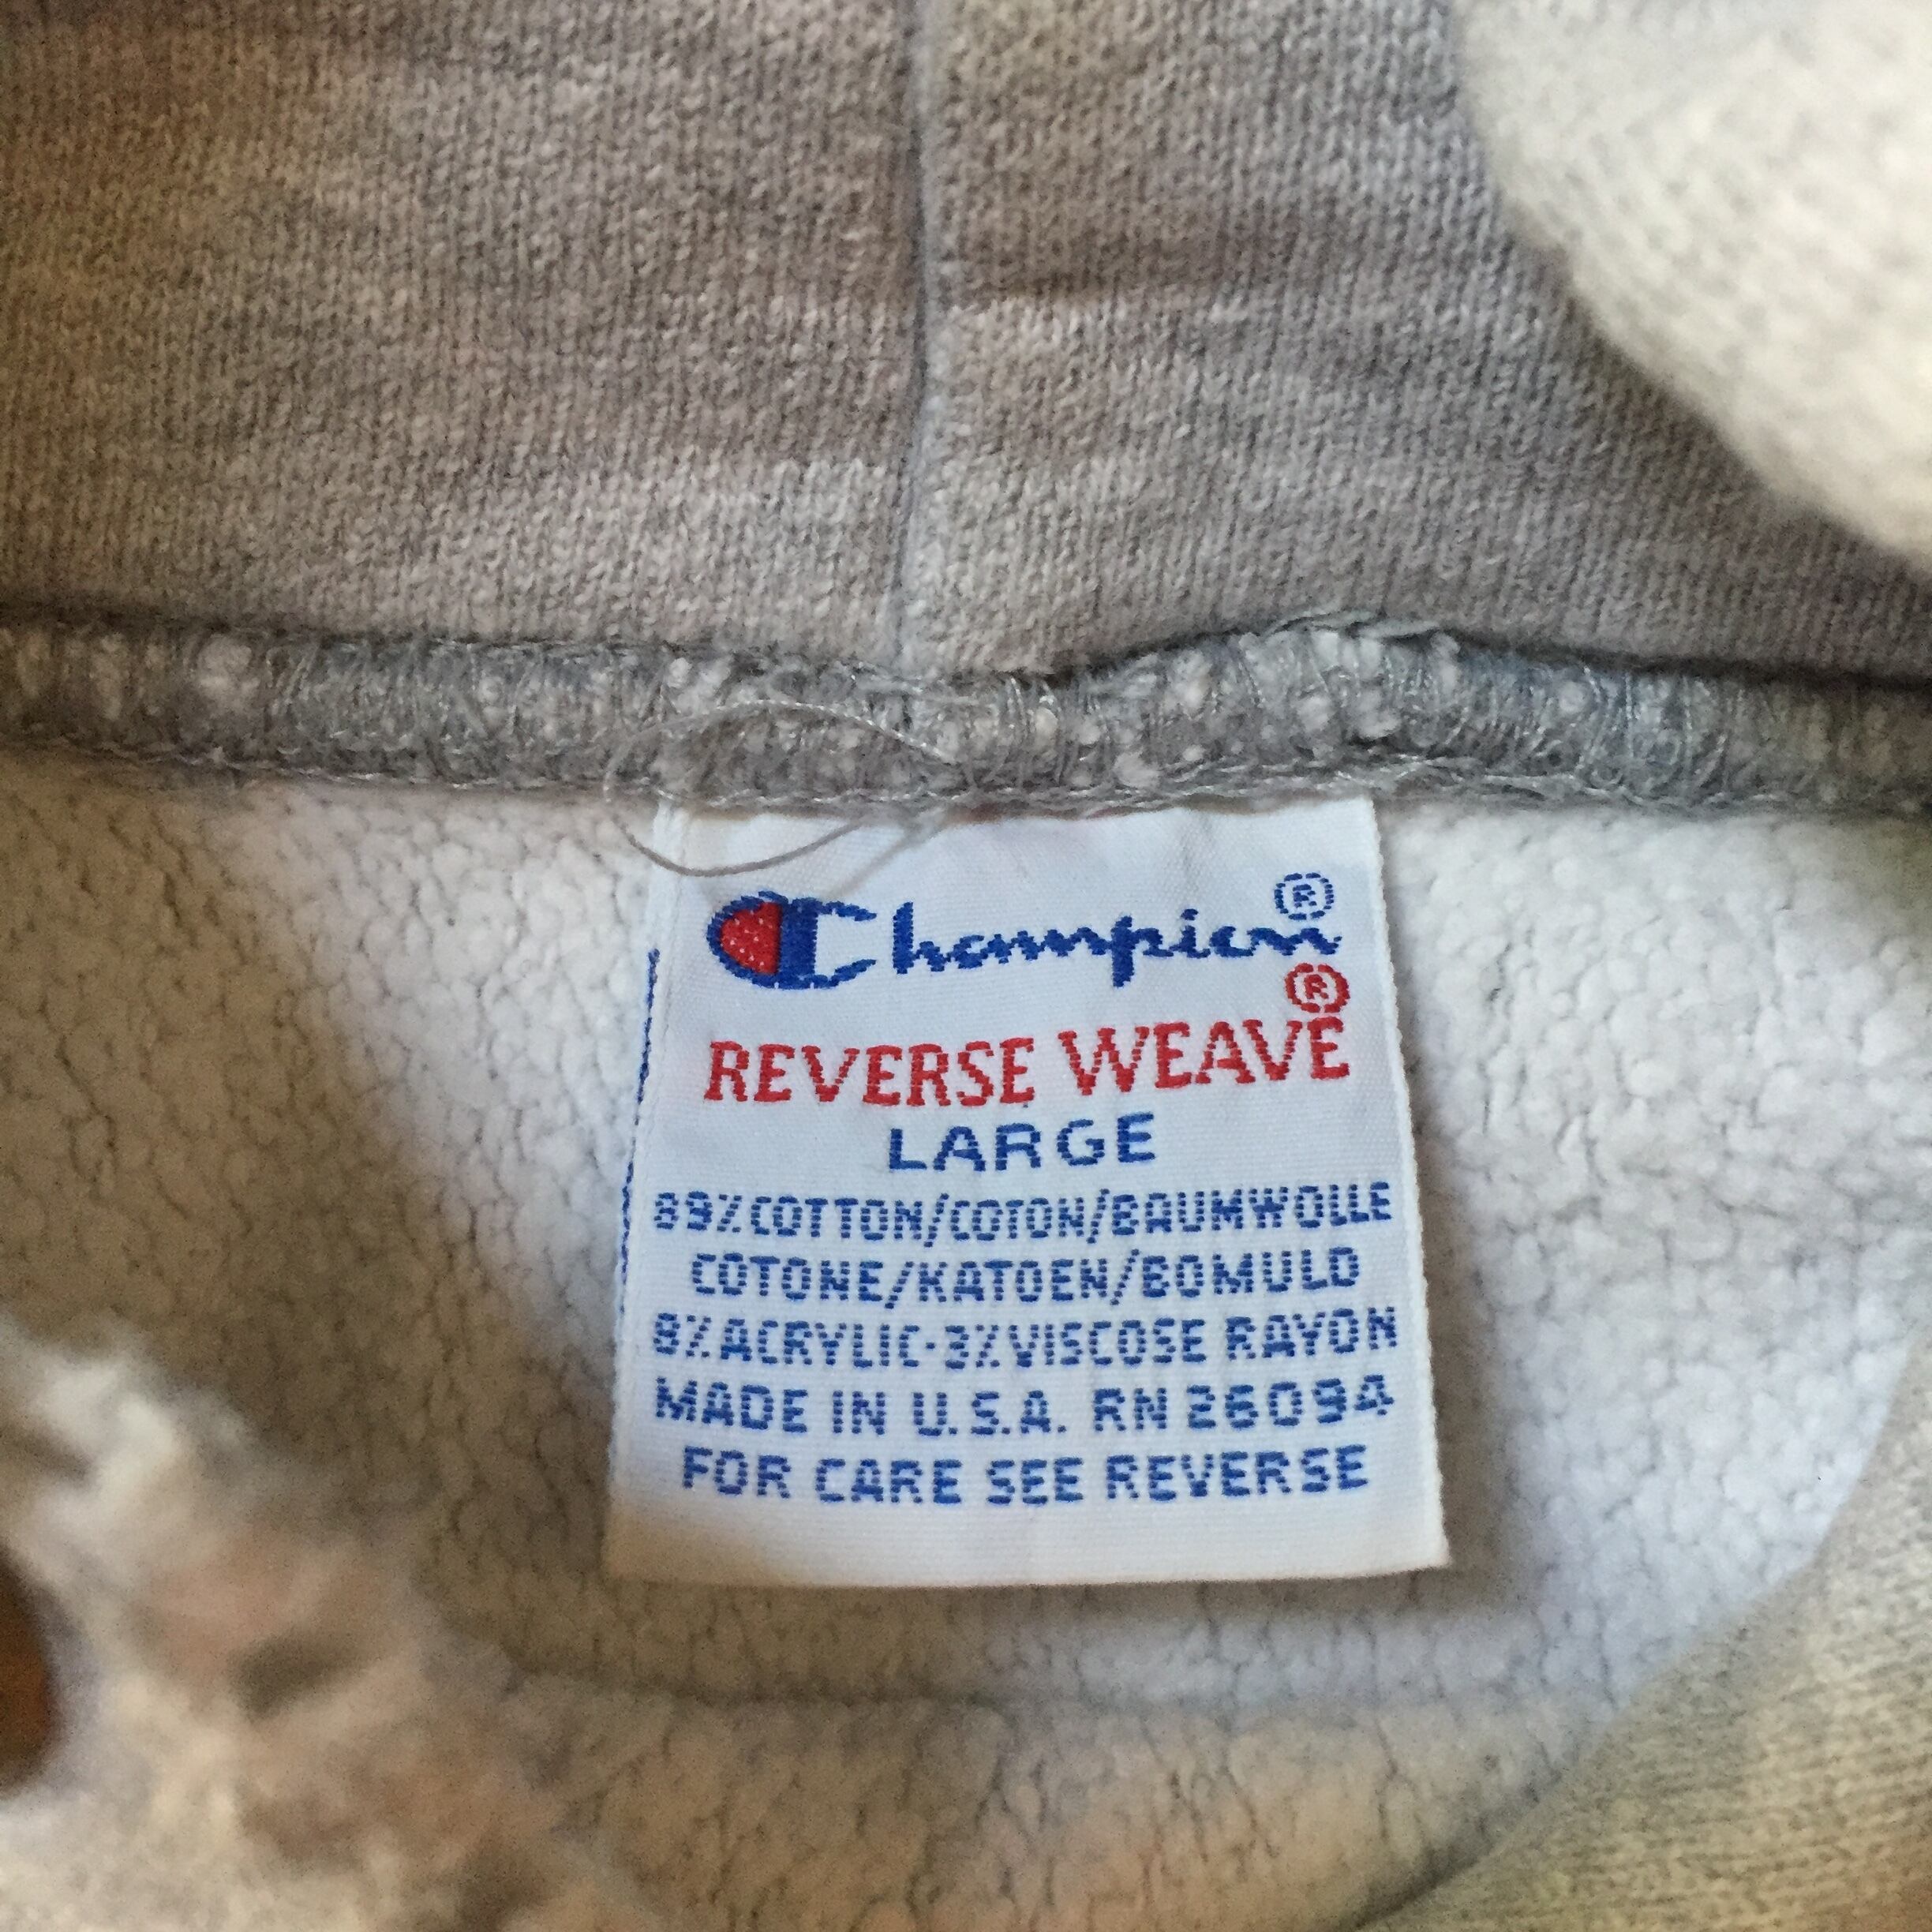 Champion®
REVERSE WEAVE®
LARGE
89% COTTON/COTON/BAUMWOLLE
COTONE/KATOEN/BOMULD
8% ACRYLIC·3% VISCOSE RAYON
MADE IN U.S.A. RN 26094
FOR CARE SEE REVERSE